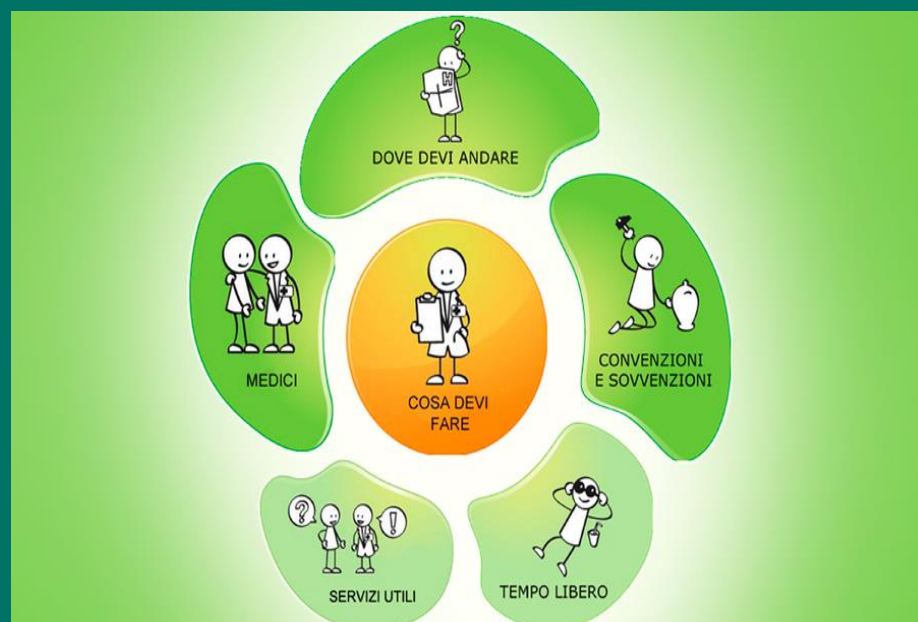 ?
H
DOVE DEVI ANDARE
MEDICI
COSA DEVI
FARE
CONVENZIONI
E SOVVENZIONI
?
!
SERVIZI UTILI
TEMPO LIBERO